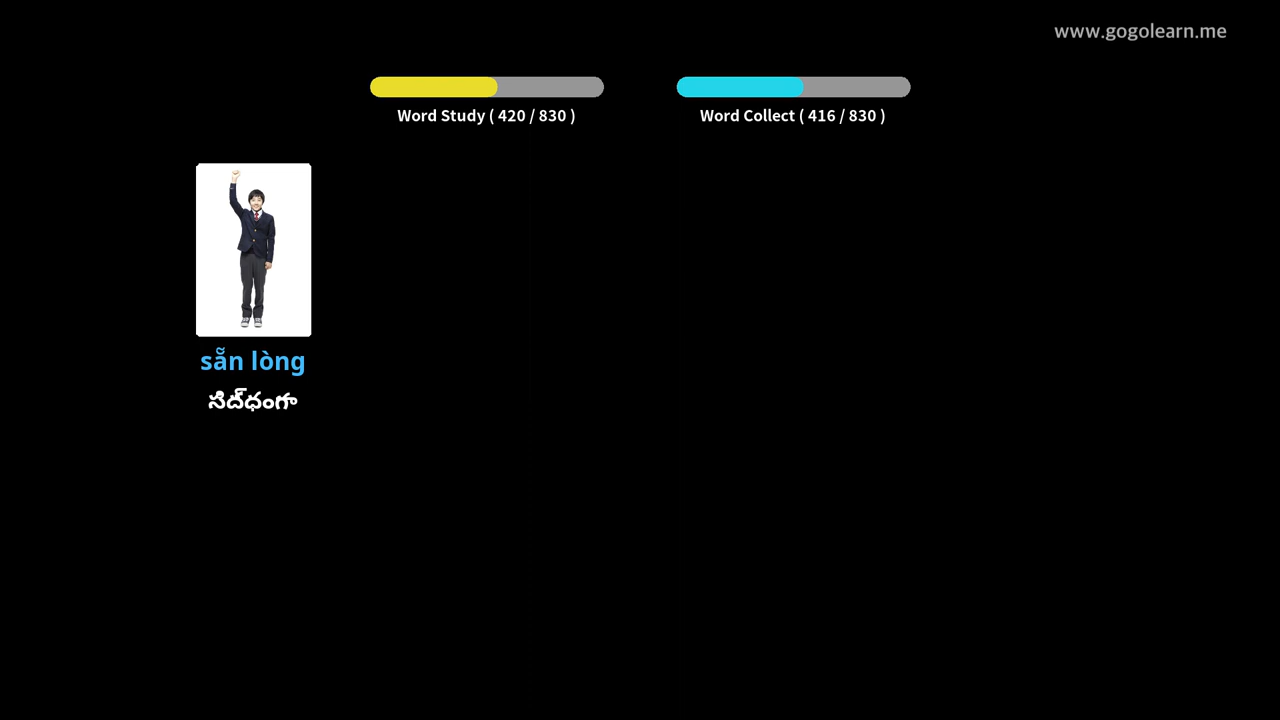 www.gogolearn.me
Word Study ( 420 / 830 )
Word Collect ( 416 / 830 )
sẵn lòng
సిద్ధంగా